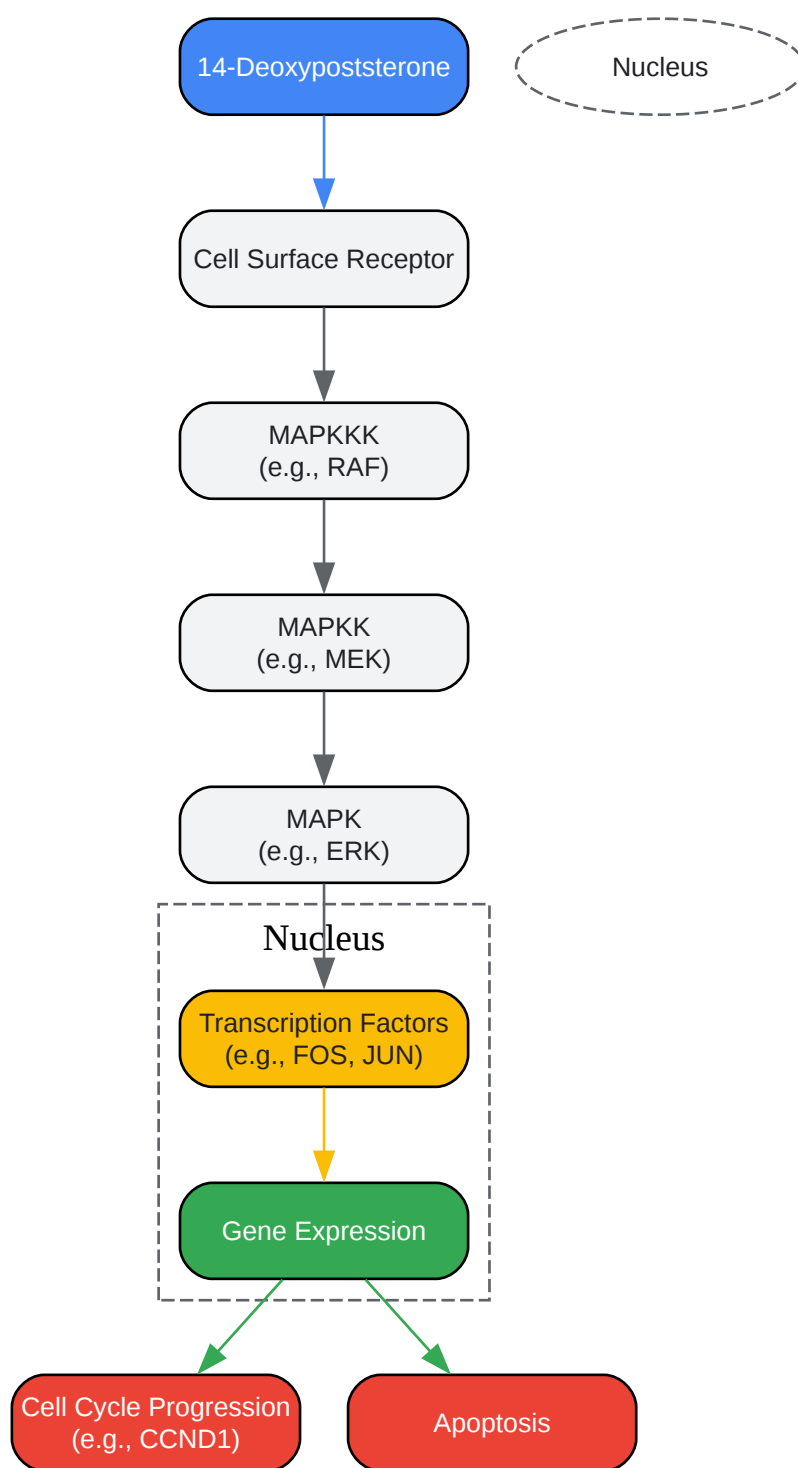 14-Deoxypoststerone
Nucleus
Cell Surface Receptor
MAPKKK
(e.g., RAF)
MAPKK
(e.g., MEK)
MAPK
(e.g., ERK)
Nucleus
Transcription Factors
(e.g., FOS, JUN)
Gene Expression
Cell Cycle Progression
(e.g., CCND1)
Apoptosis